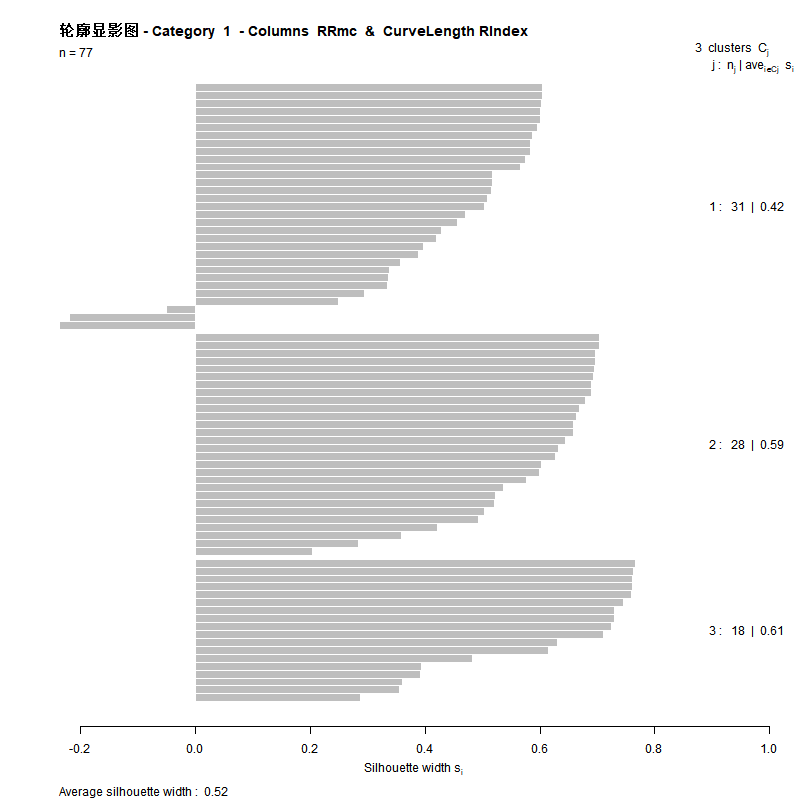 轮廓显影图 - Category 1 - Columns RRmc & CurveLength RIndex
n = 77
3 clusters Cj
j : nj | avei∈Cj si
1 : 31 | 0.42
2 : 28 | 0.59
3 : 18 | 0.61
-0.2 0.0 0.2 0.4 0.6 0.8 1.0
Silhouette width si
Average silhouette width : 0.52